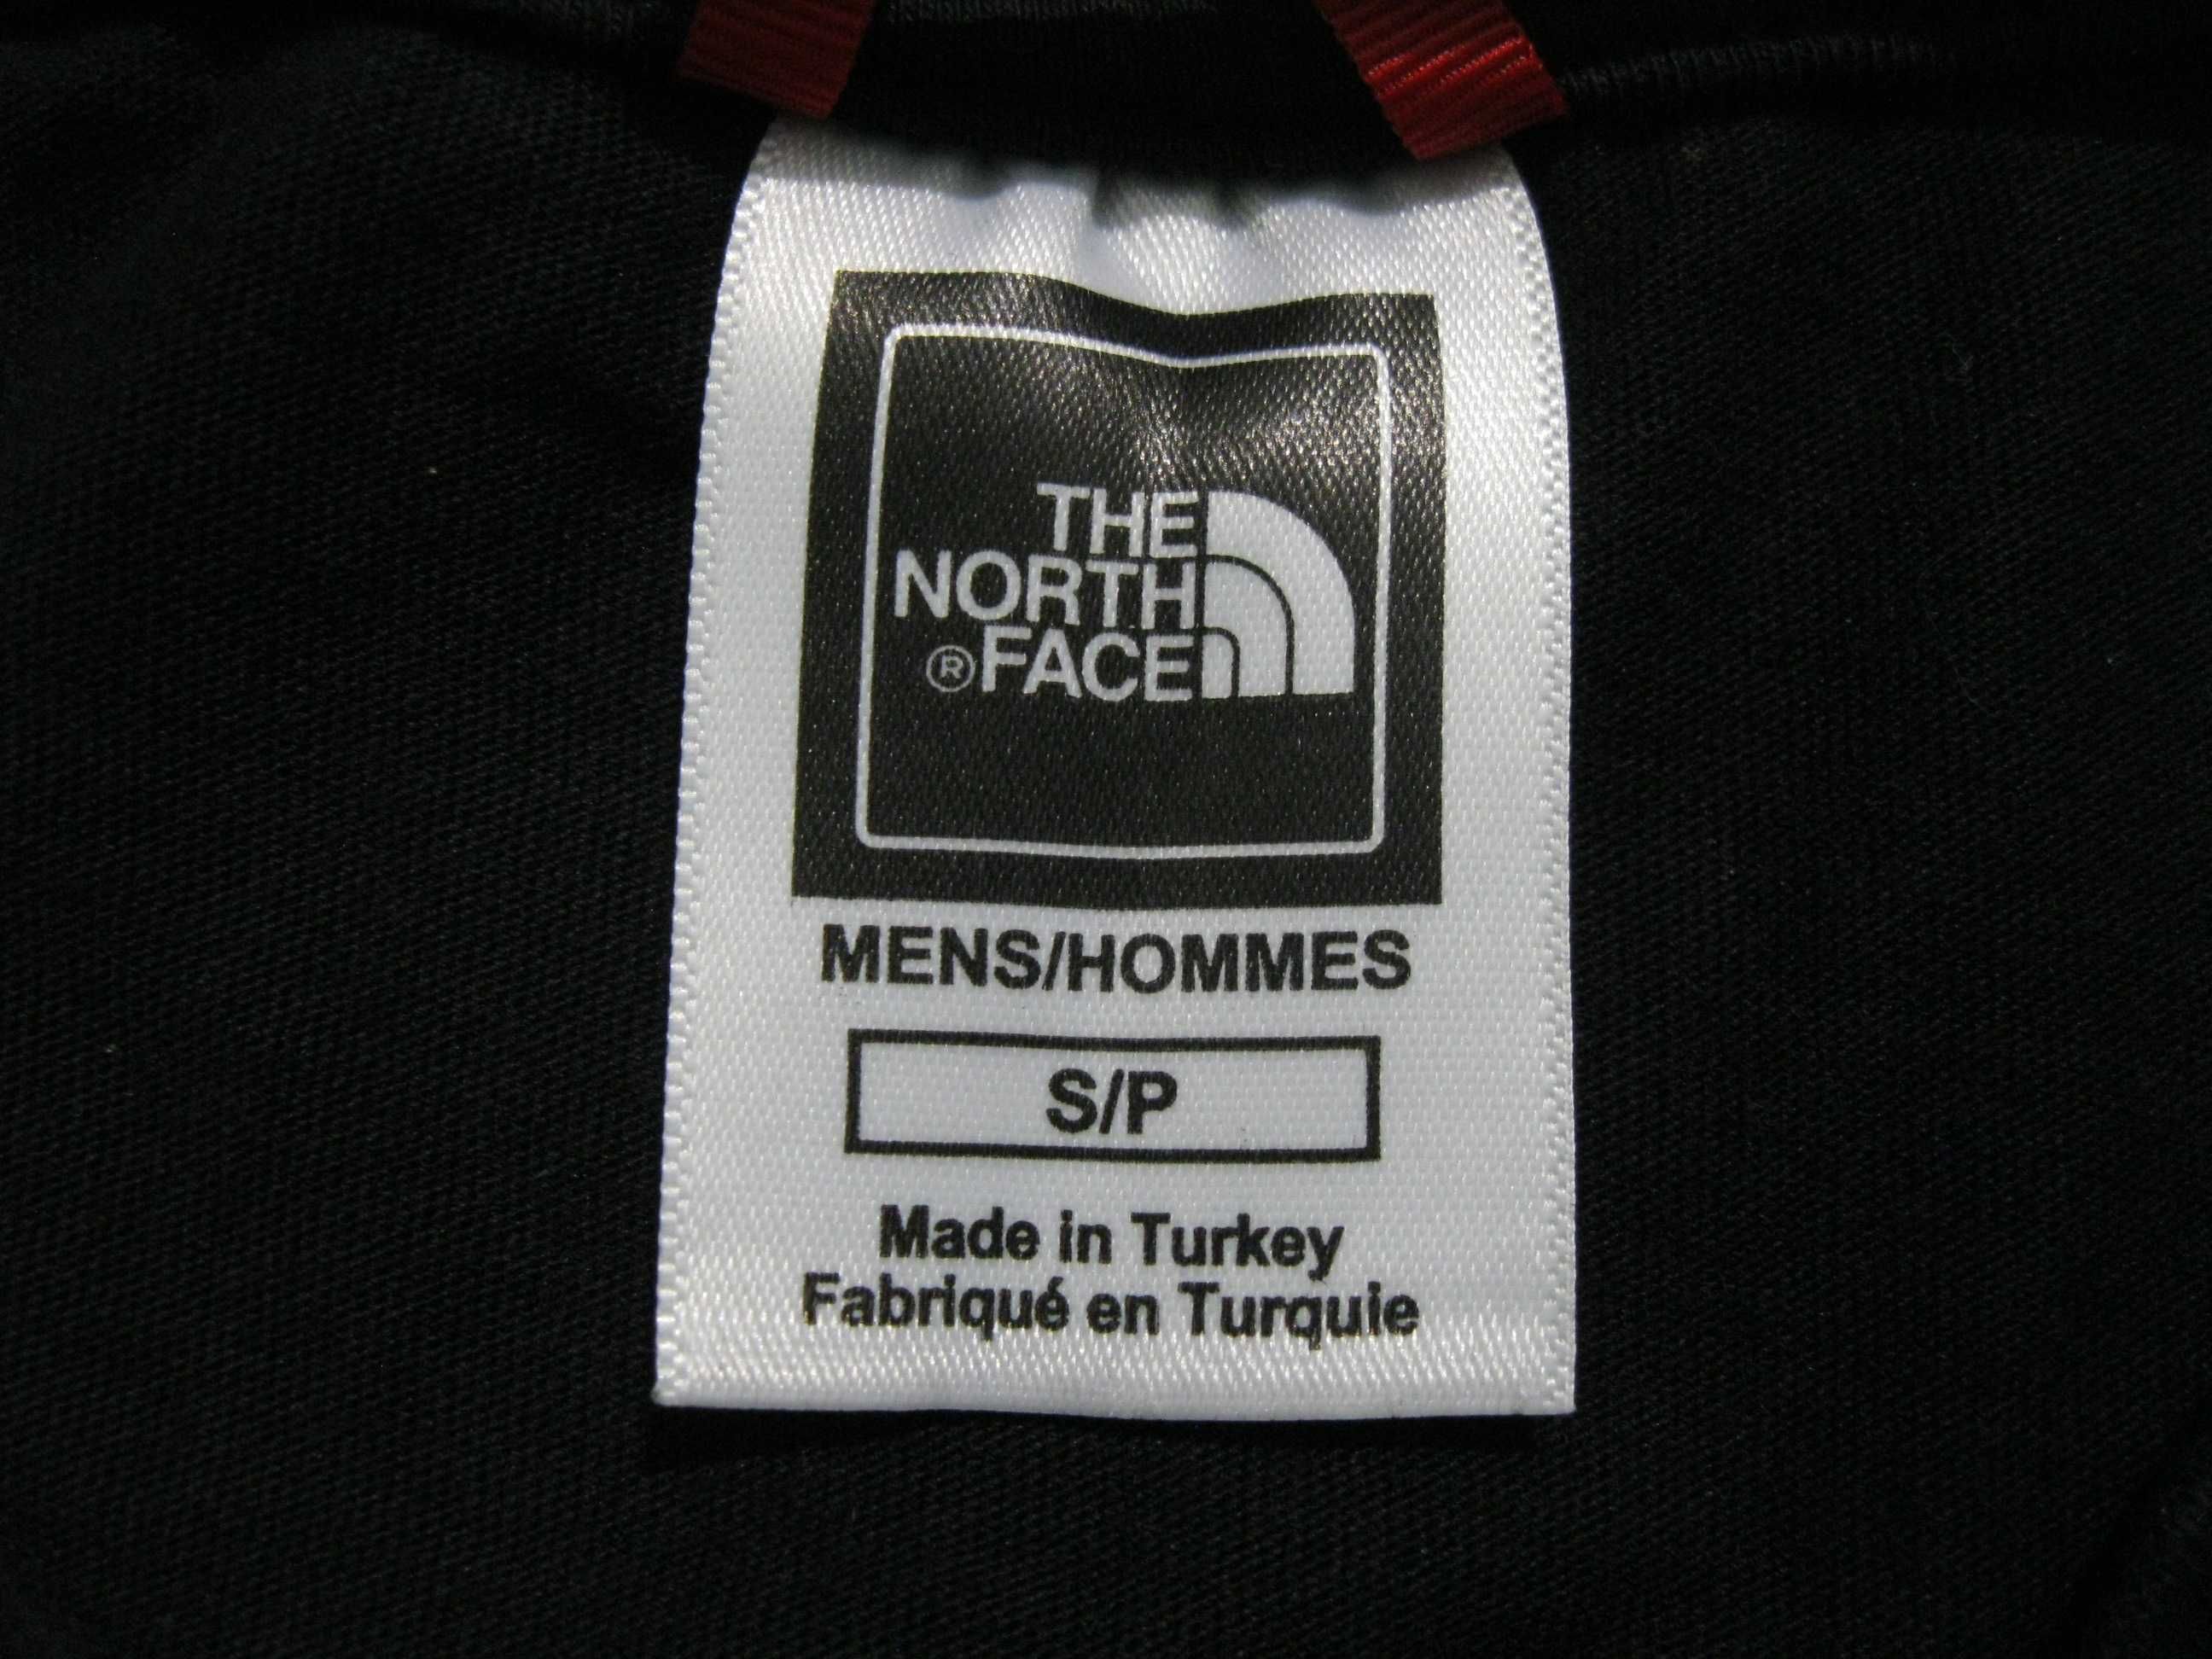 THE
NORTH
®FACE
MENS/HOMMES
S/P
Made in Turkey
Fabriqué en Turquie